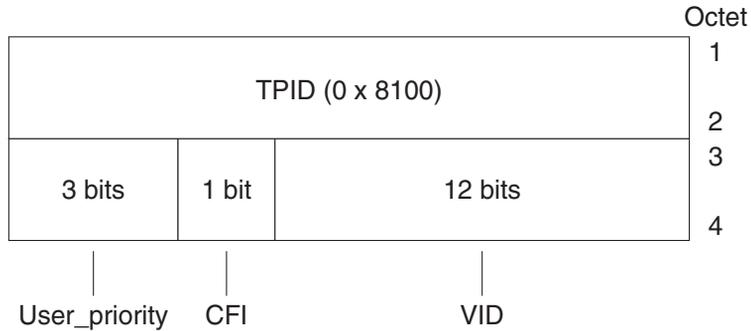 Octet
1
TPID (0 x 8100)
2
3
3 bits
1 bit
12 bits
4
User_priority
CFI
VID